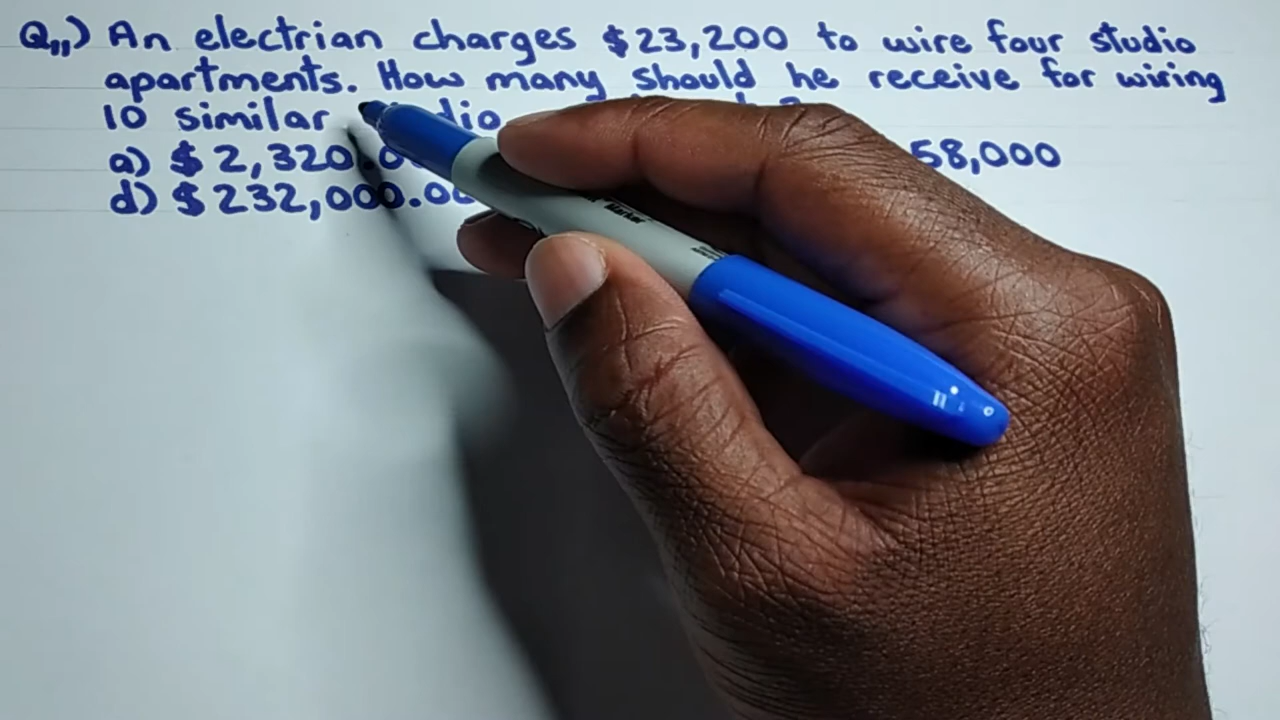 Q11) An electrian charges $23,200 to wire four studio
apartments. How many should he receive for wiring
10 similar
a) $2,320 58,000
d) $232,000.00